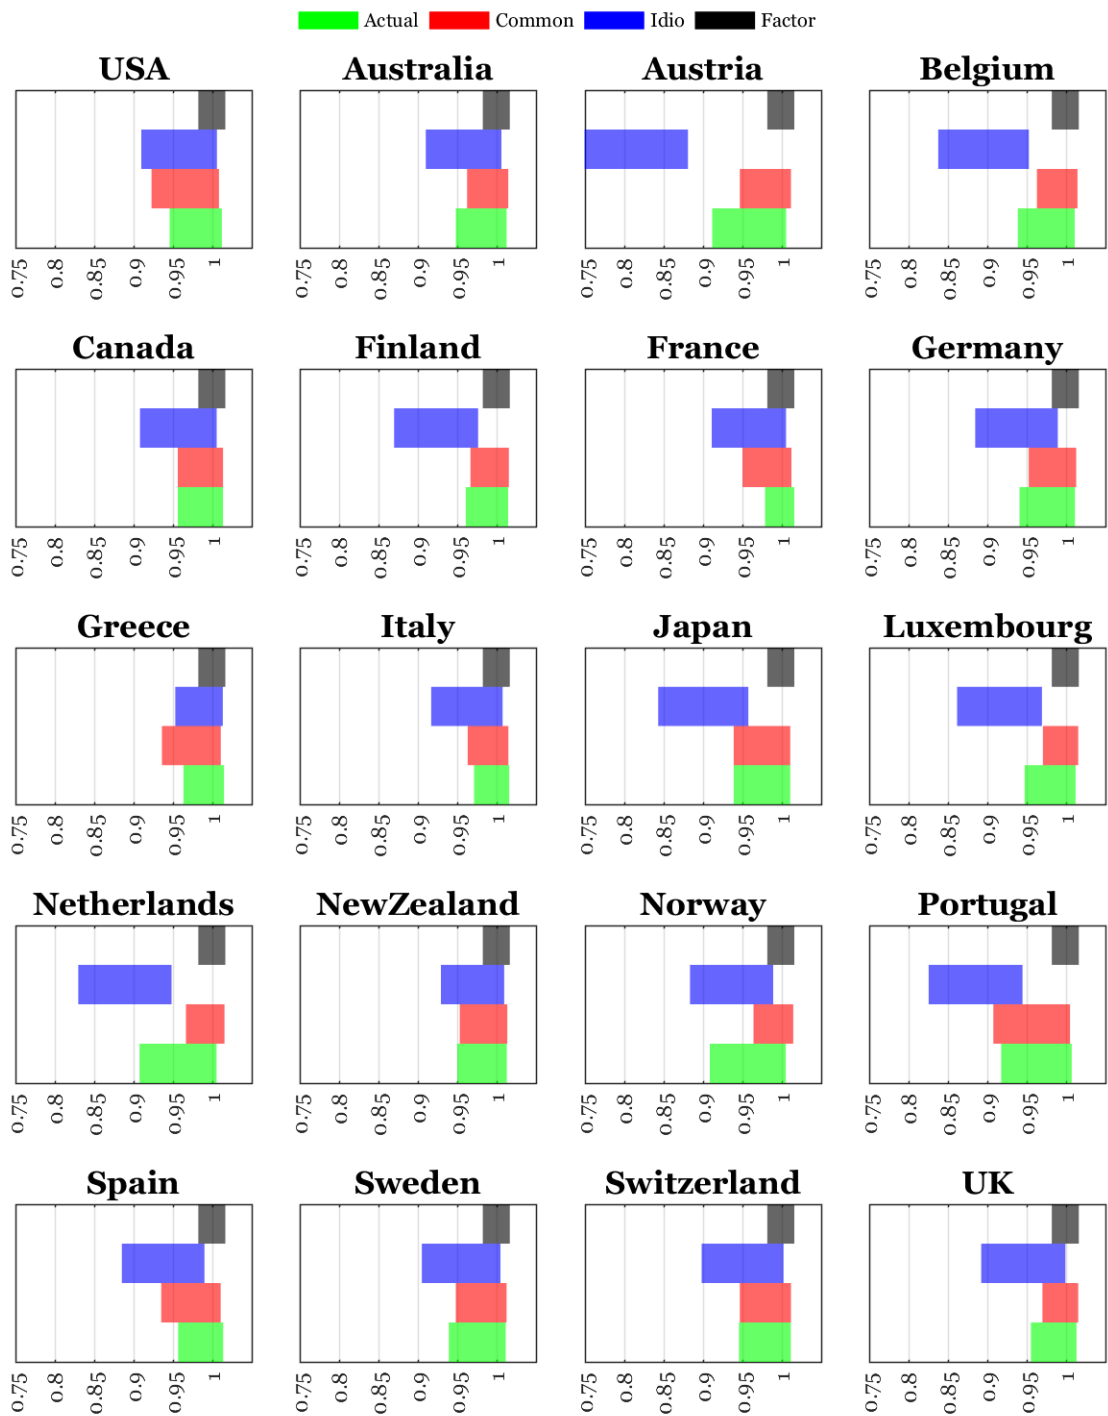 Actual Common Idio Factor
USA Australia Austria Belgium
0.75 0.8 0.85 0.9 0.95 1 0.75 0.8 0.85 0.9 0.95 1 0.75 0.8 0.85 0.9 0.95 1 0.75 0.8 0.85 0.9 0.95 1
Canada Finland France Germany
0.75 0.8 0.85 0.9 0.95 1 0.75 0.8 0.85 0.9 0.95 1 0.75 0.8 0.85 0.9 0.95 1 0.75 0.8 0.85 0.9 0.95 1
Greece Italy Japan Luxembourg
0.75 0.8 0.85 0.9 0.95 1 0.75 0.8 0.85 0.9 0.95 1 0.75 0.8 0.85 0.9 0.95 1 0.75 0.8 0.85 0.9 0.95 1
Netherlands NewZealand Norway Portugal
0.75 0.8 0.85 0.9 0.95 1 0.75 0.8 0.85 0.9 0.95 1 0.75 0.8 0.85 0.9 0.95 1 0.75 0.8 0.85 0.9 0.95 1
Spain Sweden Switzerland UK
0.75 0.8 0.85 0.9 0.95 1 0.75 0.8 0.85 0.9 0.95 1 0.75 0.8 0.85 0.9 0.95 1 0.75 0.8 0.85 0.9 0.95 1